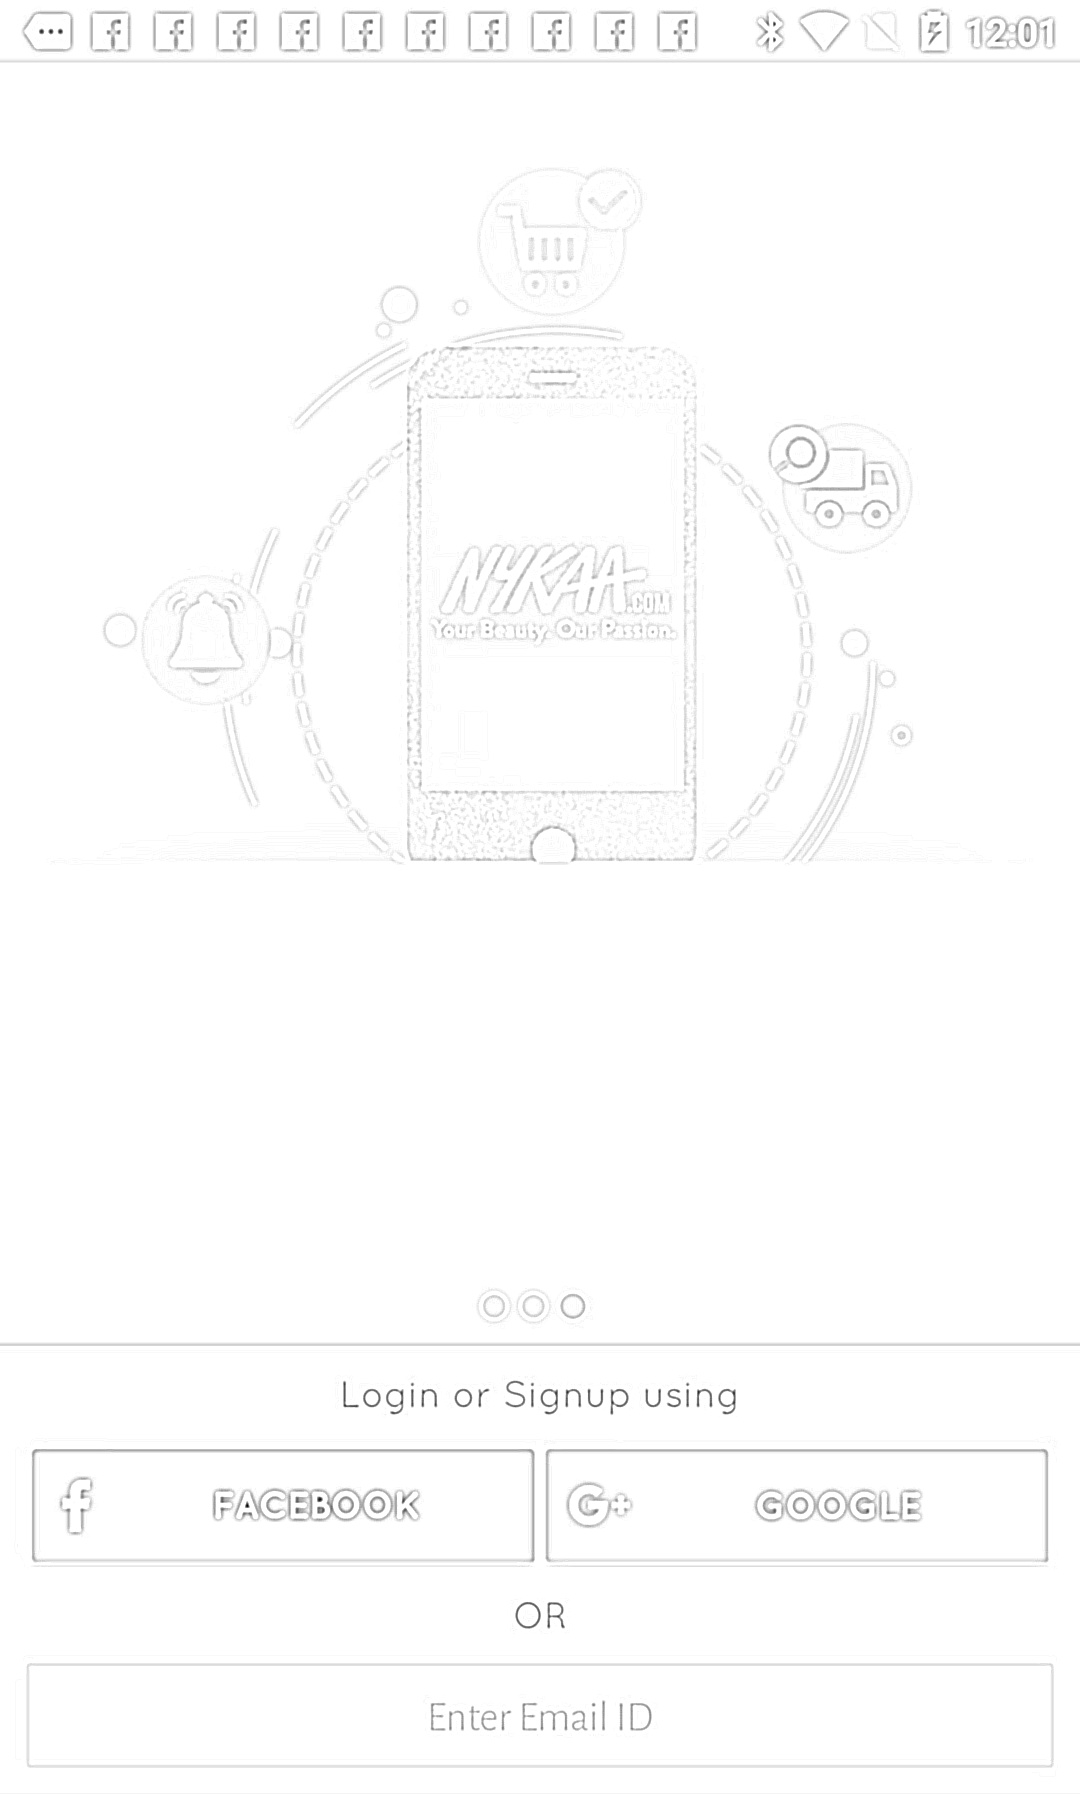 12:01
NYKAA.COM
Your Beauty. Our Passion.
Login or Signup using
f FACEBOOK G+ GOOGLE
OR
Enter Email ID